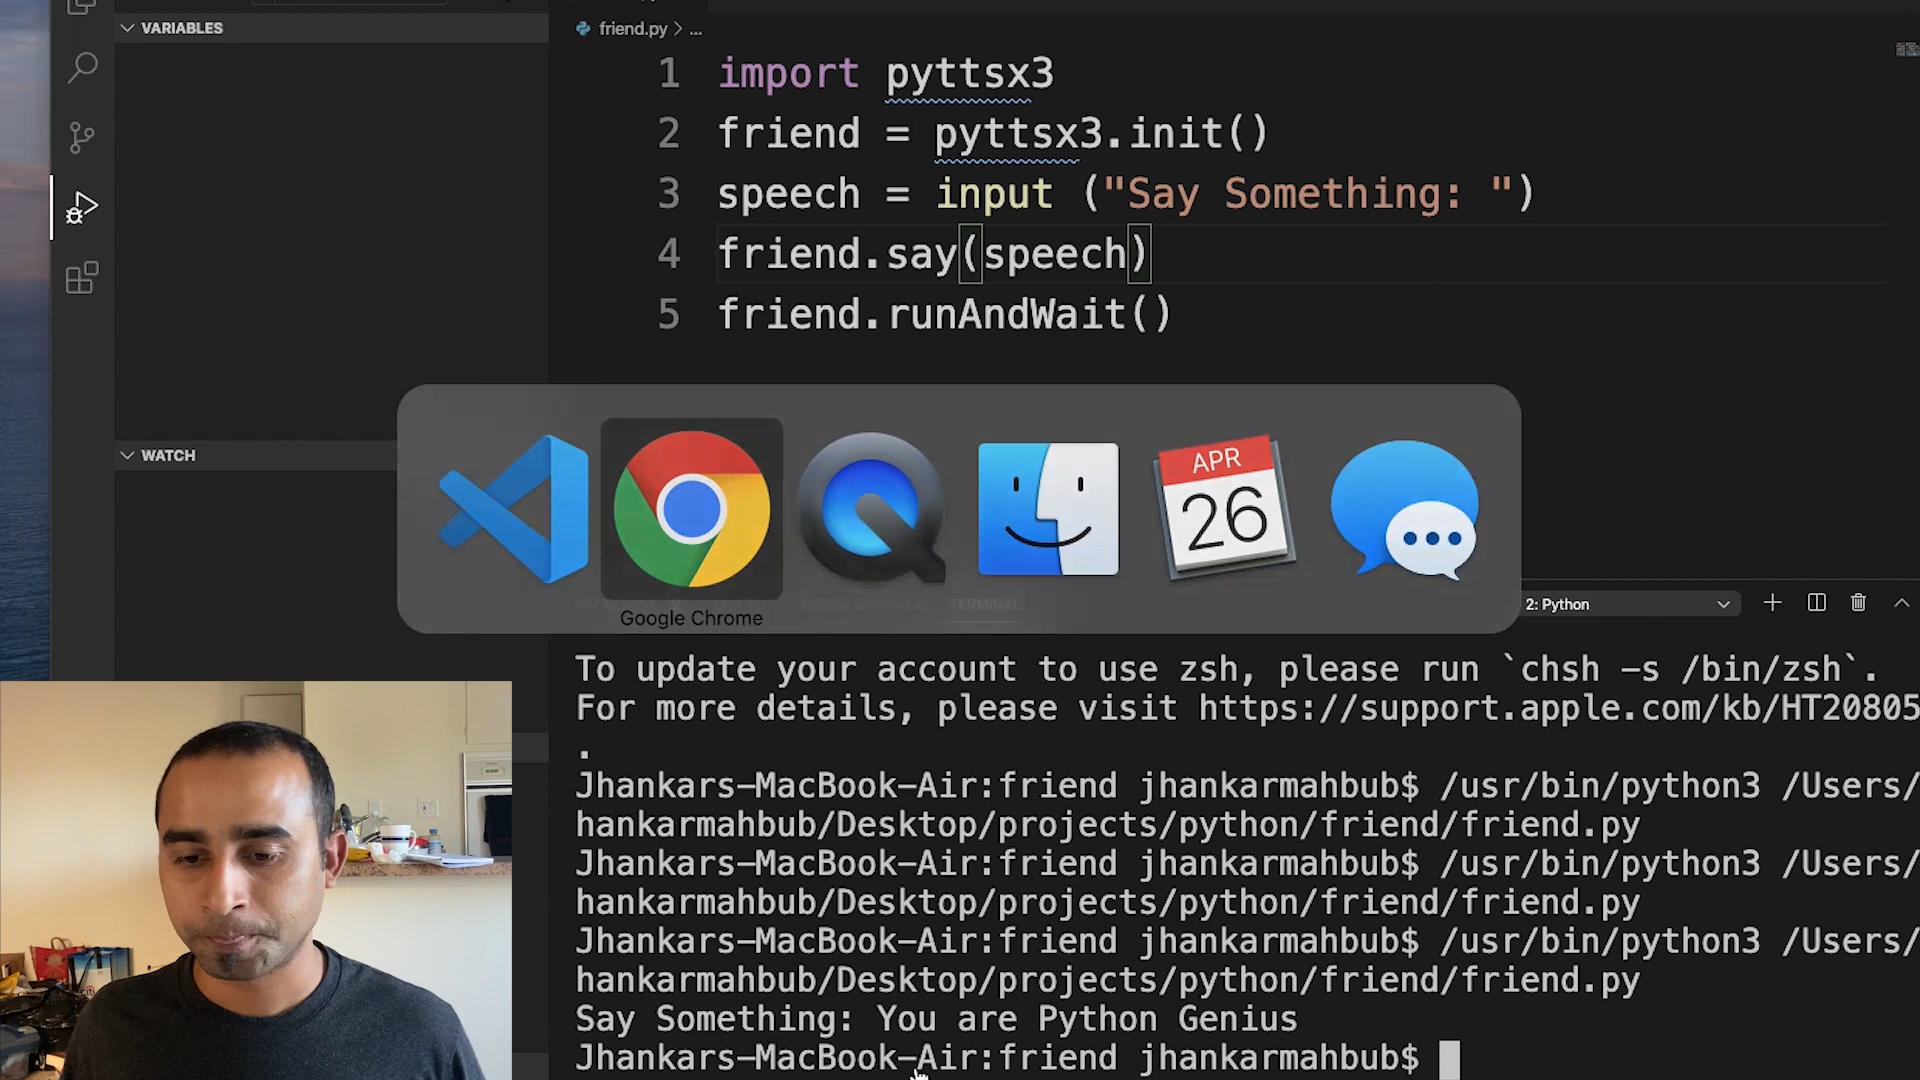 VARIABLES
friend.py > ...
1 import pyttsx3
2 friend = pyttsx3.init()
3 speech = input ("Say Something: ")
4 friend.say(speech)
5 friend.runAndWait()
WATCH
APR
26
Google Chrome
TERMINAL
2: Python
To update your account to use zsh, please run `chsh -s /bin/zsh`.
For more details, please visit https://support.apple.com/kb/HT20805
.
Jhankars-MacBook-Air:friend jhankarmahbub$ /usr/bin/python3 /Users/
hankarmahbub/Desktop/projects/python/friend/friend.py
Jhankars-MacBook-Air:friend jhankarmahbub$ /usr/bin/python3 /Users/
hankarmahbub/Desktop/projects/python/friend/friend.py
Jhankars-MacBook-Air:friend jhankarmahbub$ /usr/bin/python3 /Users/
hankarmahbub/Desktop/projects/python/friend/friend.py
Say Something: You are Python Genius
Jhankars-MacBook-Air:friend jhankarmahbub$